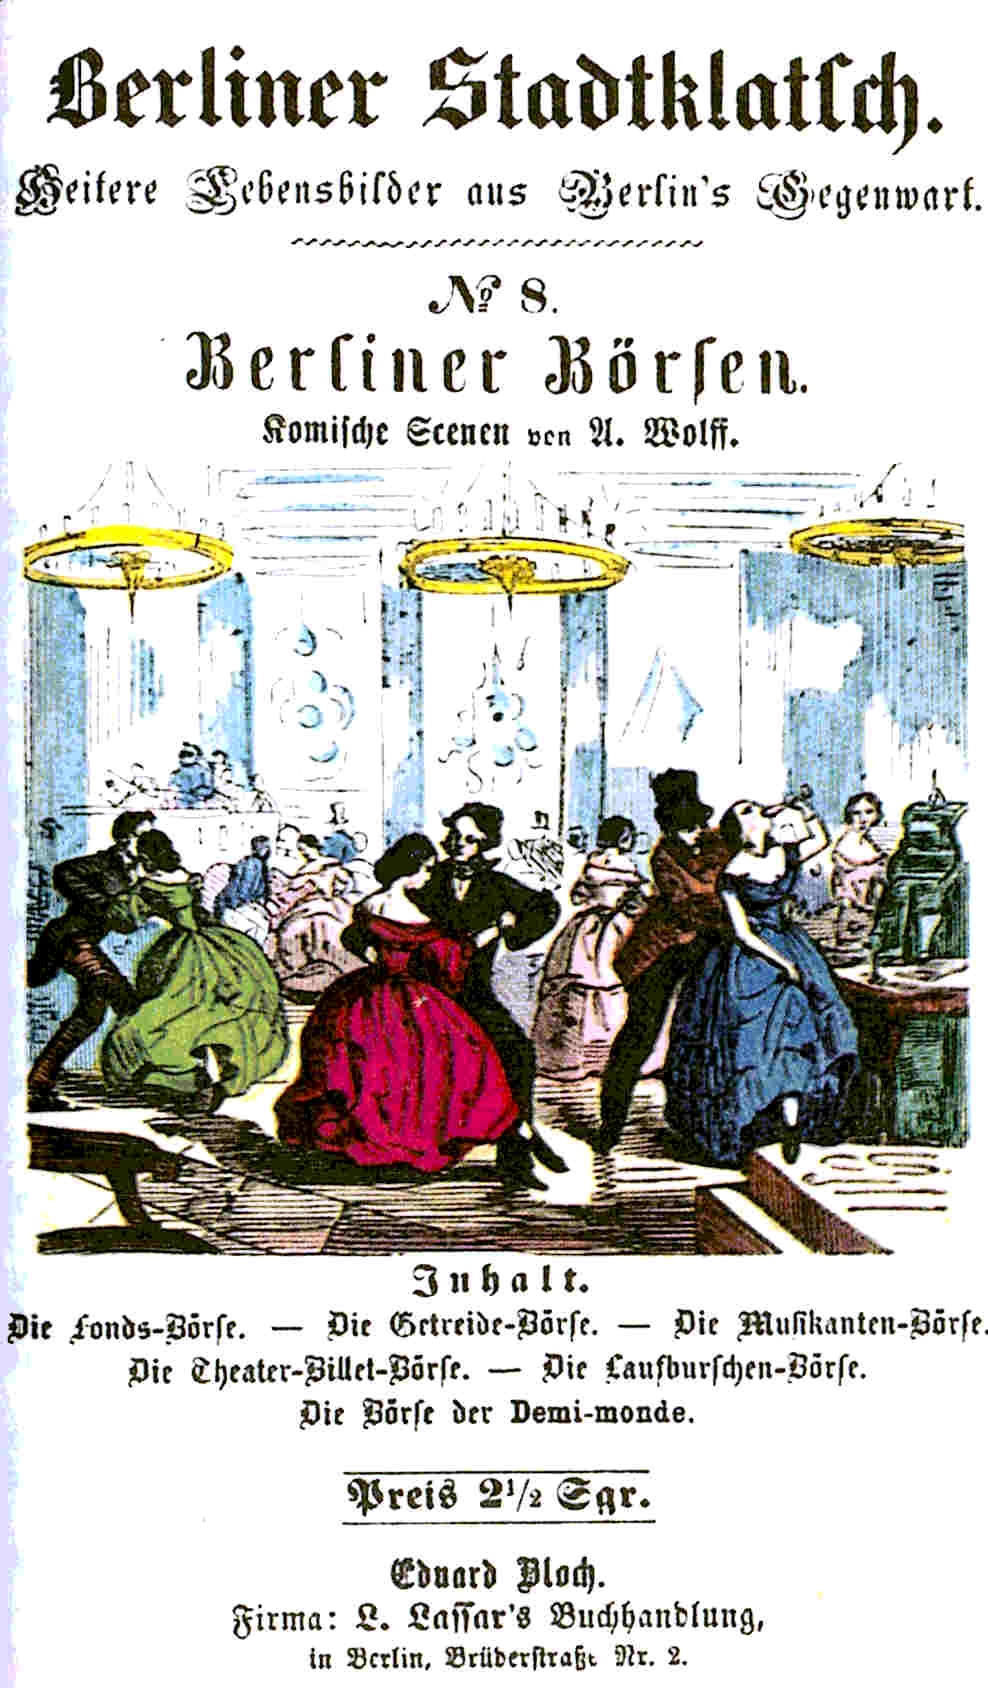 Berliner Stadtklatsch.
Heitere Lebensbilder aus Berlin's Gegenwart.
No 8.
Berliner Börsen.
Komische Scenen von A. Wolff.
Inhalt.
Die Fonds-Börse. — Die Getreide-Börse. — Die Musikanten-Börse.
Die Theater-Billet-Börse. — Die Laufburschen-Börse.
Die Börse der Demi-monde.
Preis 2 1/2 Sgr.
Eduard Bloch.
Firma: L. Lassar's Buchhandlung,
in Berlin, Brüderstraße Nr. 2.